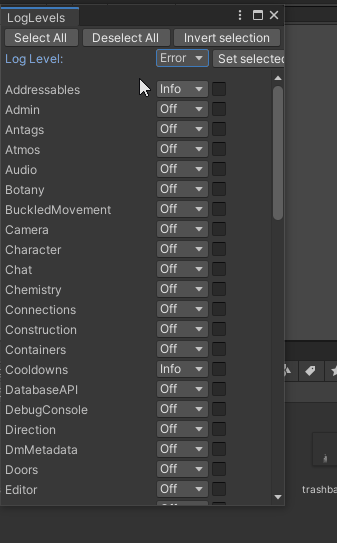 LogLevels
Select All Deselect All Invert selection
Log Level: Error Set selected
Addressables Info
Admin Off
Antags Off
Atmos Off
Audio Off
Botany Off
BuckledMovement Off
Camera Off
Character Off
Chat Off
Chemistry Off
Connections Off
Construction Off
Containers Off
Cooldowns Info
DatabaseAPI Off
DebugConsole Off
Direction Off
DmMetadata Off
Doors Off
Editor Off
trashba